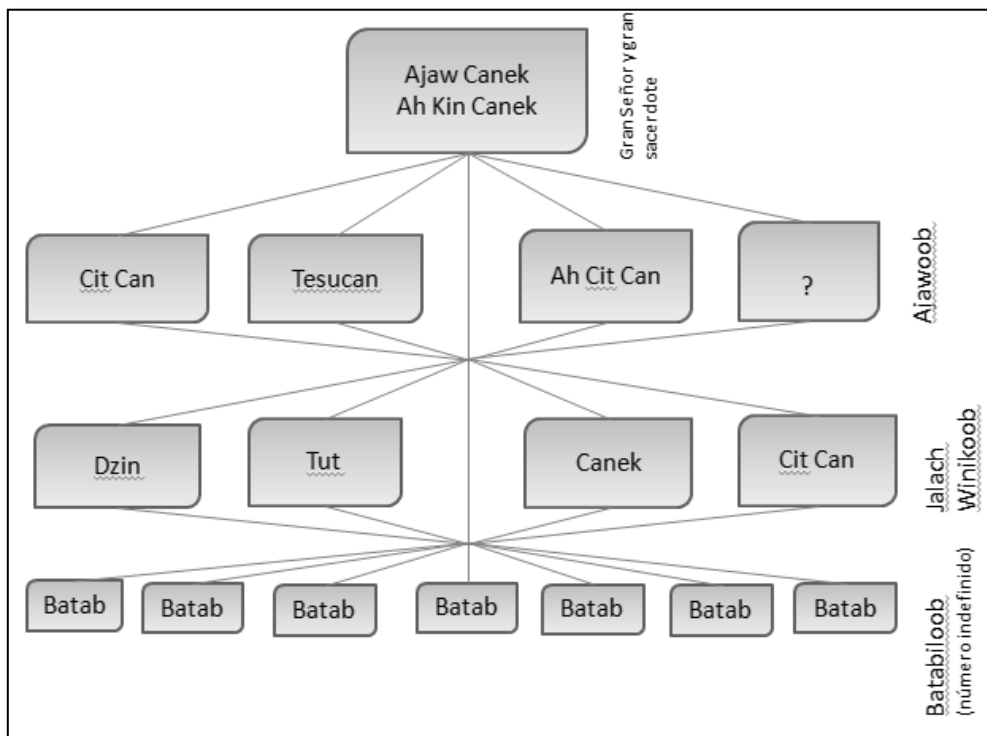 Ajaw Canek
Ah Kin Canek
Gran Señor y gran
sacerdote
Cit Can
Tesucan
Ah Cit Can
?
Ajawoob
Dzin
Tut
Canek
Cit Can
Jalach
Winikoob
Batab
Batab
Batab
Batab
Batab
Batab
Batab
Batabiloob
(número indefinido)